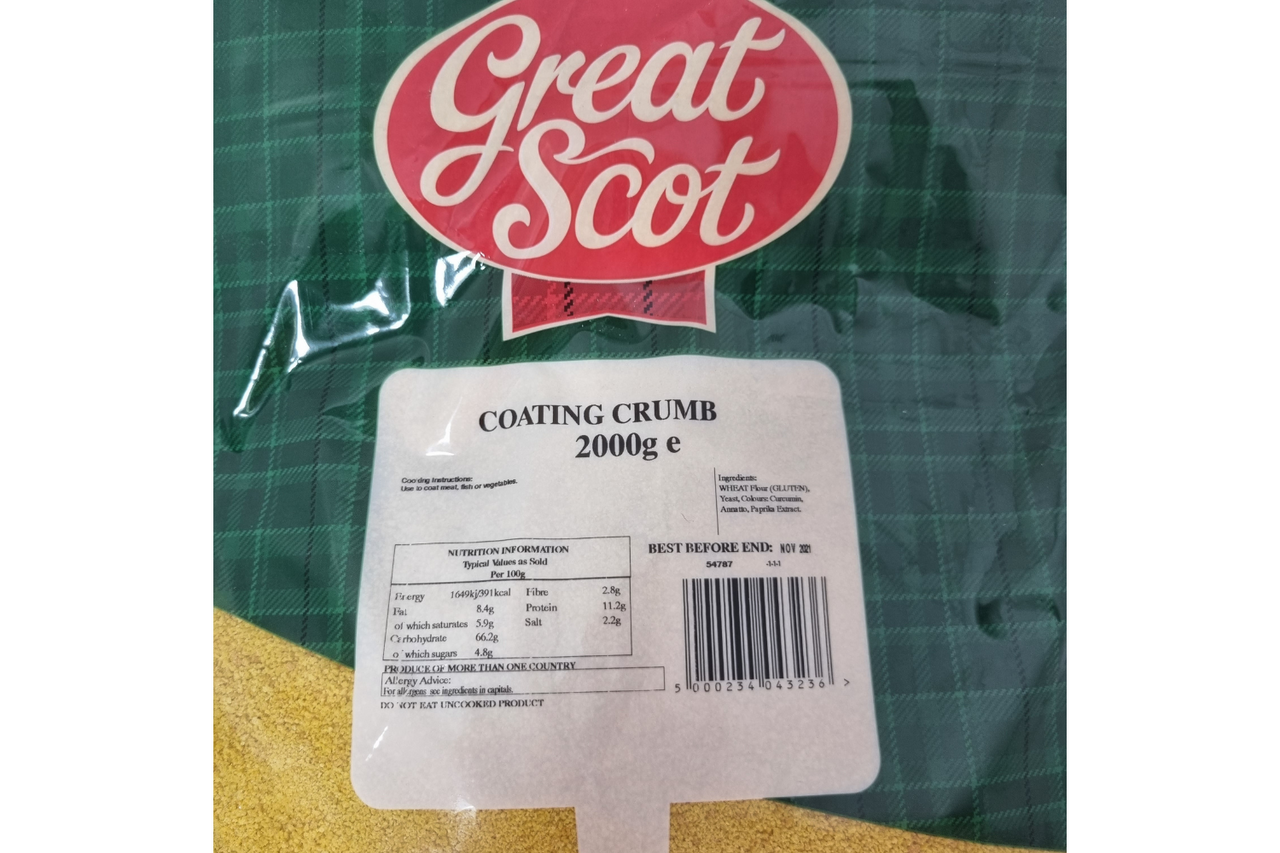 Great
Scot
COATING CRUMB
2000g e
Cooking Instructions:
Use to coat meat, fish or vegetables.
Ingredients:
WHEAT Flour (GLUTEN),
Yeast, Colours: Curcumin,
Annatto, Paprika Extract.
NUTRITION INFORMATION
Typical Values as Sold
Per 100g
Energy 1649kj/391kcal Fibre 2.8g
Fat 8.4g Protein 11.2g
of which saturates 5.9g Salt 2.2g
Carbohydrate 66.2g
of which sugars 4.8g
BEST BEFORE END: NOV 2021
54787 -1-1-1
PRODUCE OF MORE THAN ONE COUNTRY
Allergy Advice:
For allergens see ingredients in capitals.
DO NOT EAT UNCOOKED PRODUCT
5 000234 043236 >